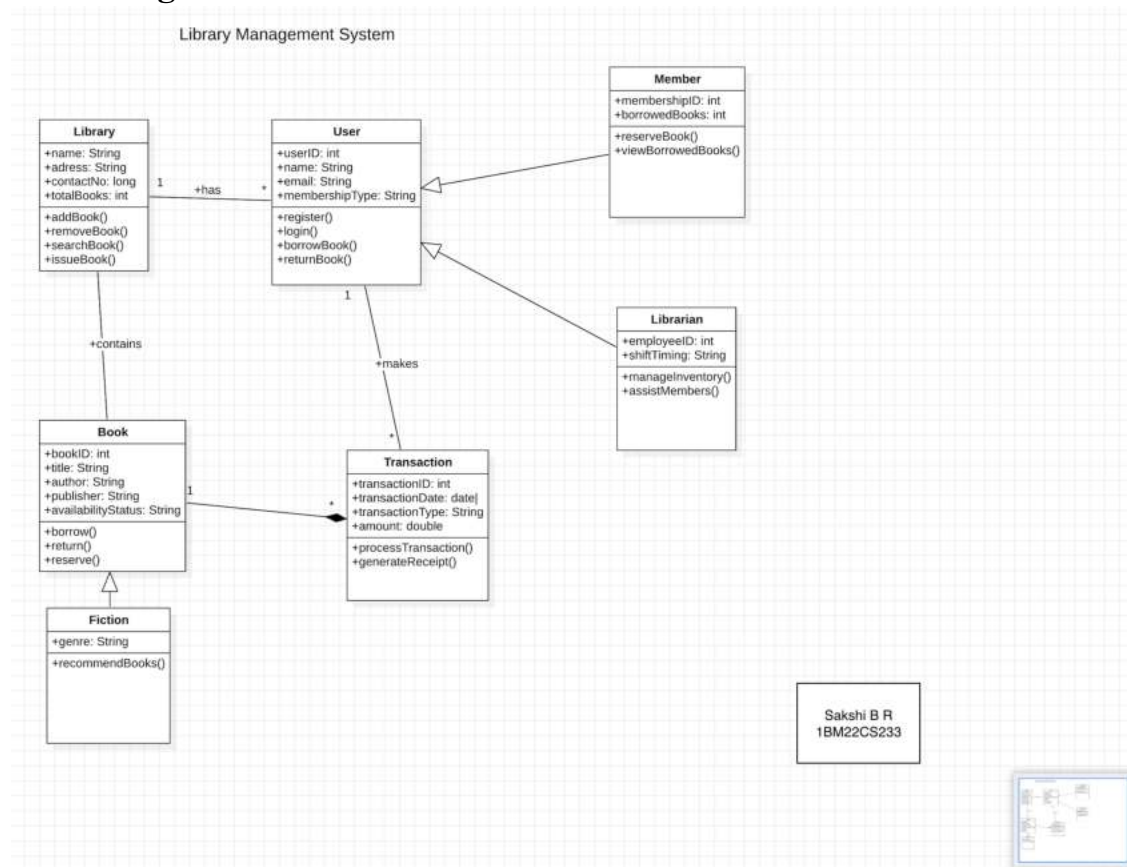 Library Management System
Library
+name: String
+adress: String
+contactNo: long
+totalBooks: int
+addBook()
+removeBook()
+searchBook()
+issueBook()
1
+has
*
User
+userID: int
+name: String
+email: String
+membershipType: String
+register()
+login()
+borrowBook()
+returnBook()
Member
+membershipID: int
+borrowedBooks: int
+reserveBook()
+viewBorrowedBooks()
1
+makes
*
Librarian
+employeeID: int
+shiftTiming: String
+manageInventory()
+assistMembers()
+contains
Book
+bookID: int
+title: String
+author: String
+publisher: String
+availabilityStatus: String
+borrow()
+return()
+reserve()
1
*
Transaction
+transactionID: int
+transactionDate: date|
+transactionType: String
+amount: double
+processTransaction()
+generateReceipt()
Fiction
+genre: String
+recommendBooks()
Sakshi B R
1BM22CS233